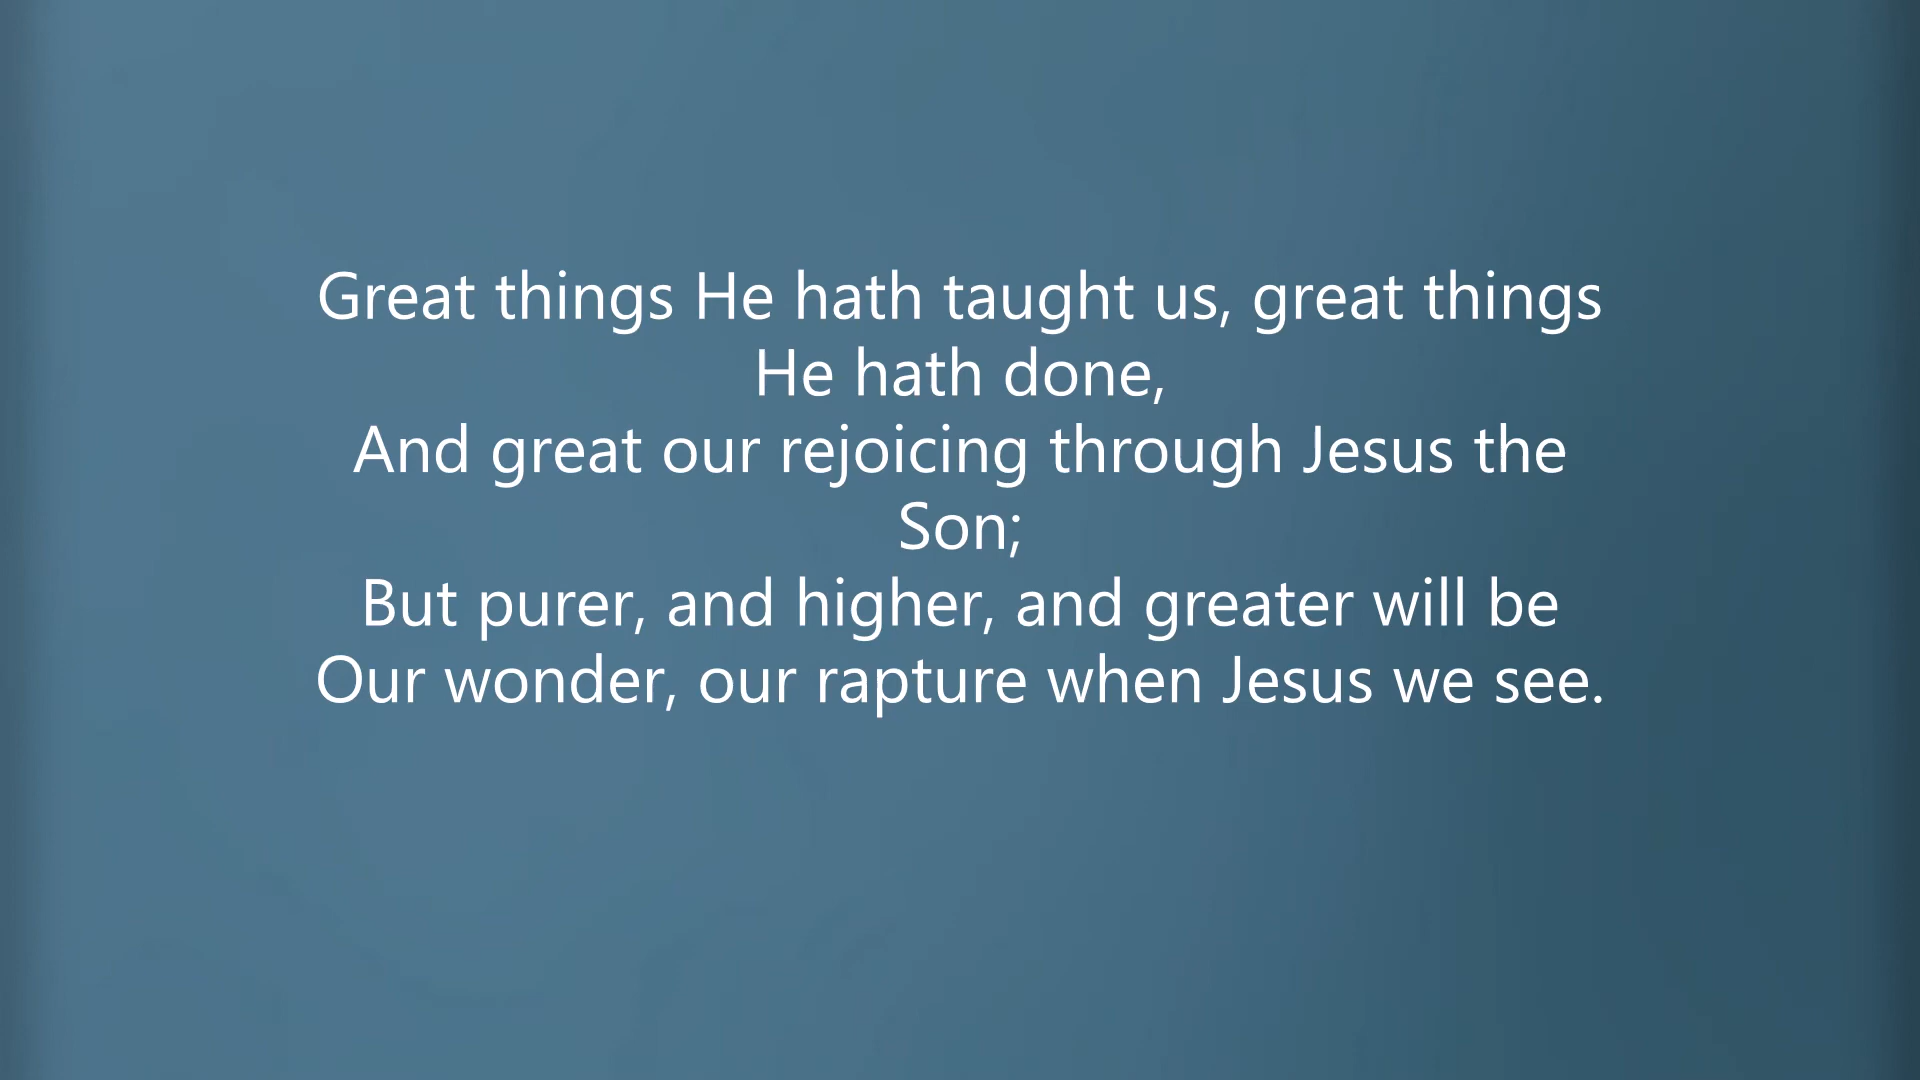 Great things He hath taught us, great things
He hath done,
And great our rejoicing through Jesus the
Son;
But purer, and higher, and greater will be
Our wonder, our rapture when Jesus we see.